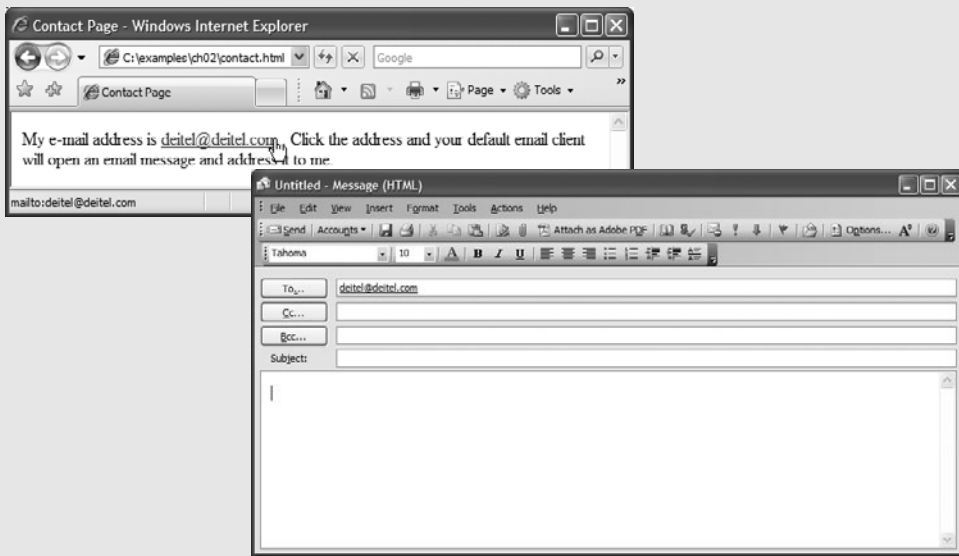 Contact Page - Windows Internet Explorer
C:\examples\ch02\contact.html
Google
Contact Page
Page
Tools
»
My e-mail address is deitel@deitel.com. Click the address and your default email client
will open an email message and address it to me.
mailto:deitel@deitel.com
Untitled - Message (HTML)
File Edit View Insert Format Tools Actions Help
Send Accounts Attach as Adobe PDF Options...
Tahoma 10 A B I U
To...
deitel@deitel.com
Cc...
Bcc...
Subject: